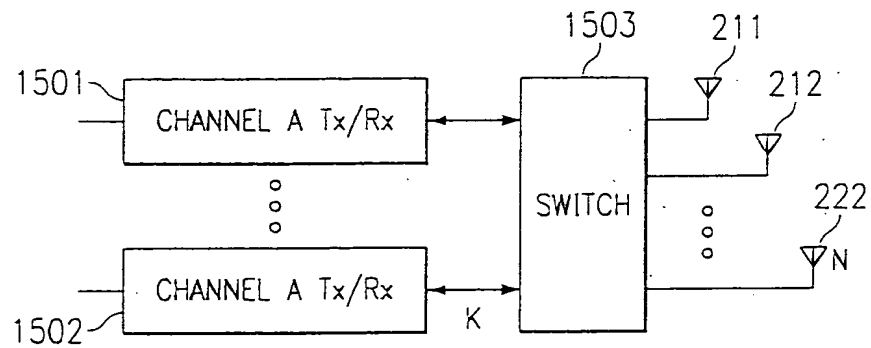 1503
211
1501
212
CHANNEL A Tx/Rx
SWITCH
222
N
CHANNEL A Tx/Rx
K
1502